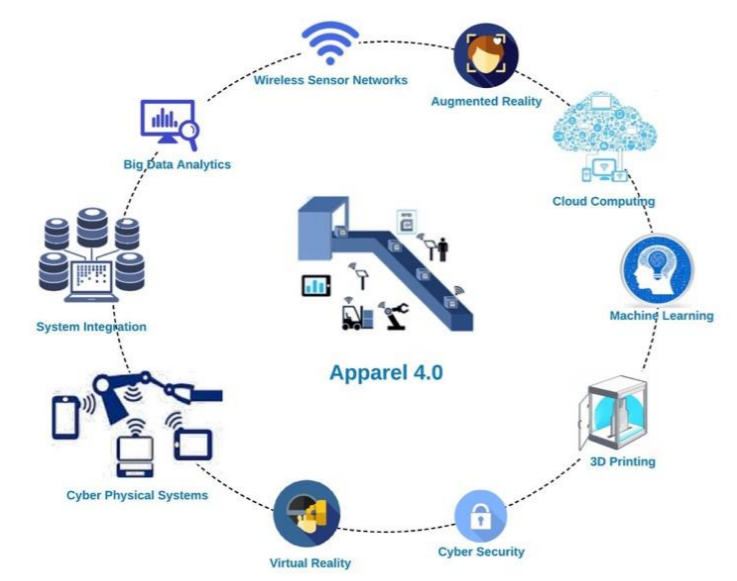 Wireless Sensor Networks
Augmented Reality
Big Data Analytics
Cloud Computing
System Integration
Machine Learning
Apparel 4.0
3D Printing
Cyber Physical Systems
Cyber Security
Virtual Reality